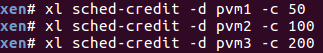 xen# xl sched-credit -d pvm1 -c 50
xen# xl sched-credit -d pvm2 -c 100
xen# xl sched-credit -d pvm3 -c 200